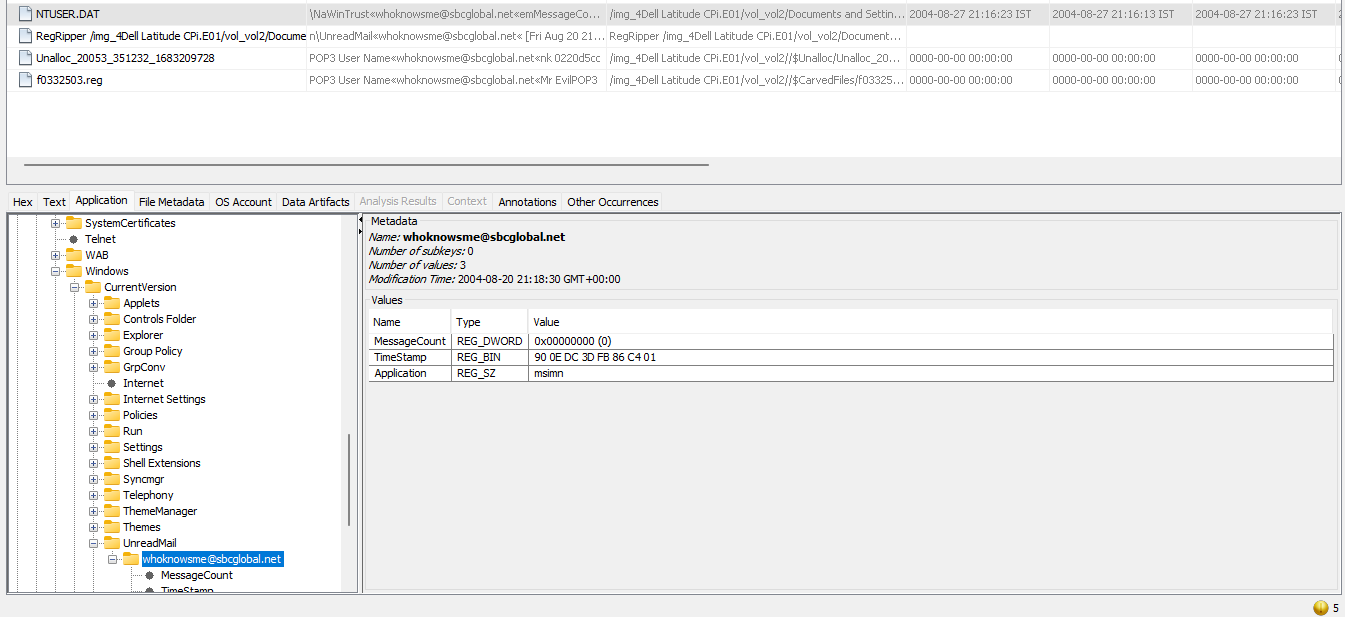 NTUSER.DAT \NaWinTrust«whoknowsme@sbcglobal.net«emMessageCo... /img_4Dell Latitude CPi.E01/vol_vol2/Documents and Settin... 2004-08-27 21:16:23 IST 2004-08-27 21:16:13 IST 2004-08-27 21:16:23 IST
RegRipper /img_4Dell Latitude CPi.E01/vol_vol2/Docume n\UnreadMail«whoknowsme@sbcglobal.net« [Fri Aug 20 21... RegRipper /img_4Dell Latitude CPi.E01/vol_vol2/Document...
Unalloc_20053_351232_1683209728 POP3 User Name«whoknowsme@sbcglobal.net«nk 0220d5cc /img_4Dell Latitude CPi.E01/vol_vol2//$Unalloc/Unalloc_20... 0000-00-00 00:00:00 0000-00-00 00:00:00 0000-00-00 00:00:00
f0332503.reg POP3 User Name«whoknowsme@sbcglobal.net«Mr EvilPOP3 /img_4Dell Latitude CPi.E01/vol_vol2//$CarvedFiles/f03325... 0000-00-00 00:00:00 0000-00-00 00:00:00 0000-00-00 00:00:00
Hex Text Application File Metadata OS Account Data Artifacts Analysis Results Context Annotations Other Occurrences
SystemCertificates
Telnet
WAB
Windows
CurrentVersion
Applets
Controls Folder
Explorer
Group Policy
GrpConv
Internet
Internet Settings
Policies
Run
Settings
Shell Extensions
Syncmgr
Telephony
ThemeManager
Themes
UnreadMail
whoknowsme@sbcglobal.net
MessageCount
TimeStamp
Metadata
Name: whoknowsme@sbcglobal.net
Number of subkeys: 0
Number of values: 3
Modification Time: 2004-08-20 21:18:30 GMT+00:00
Values
Name Type Value
MessageCount REG_DWORD 0x00000000 (0)
TimeStamp REG_BIN 90 0E DC 3D FB 86 C4 01
Application REG_SZ msimn
5